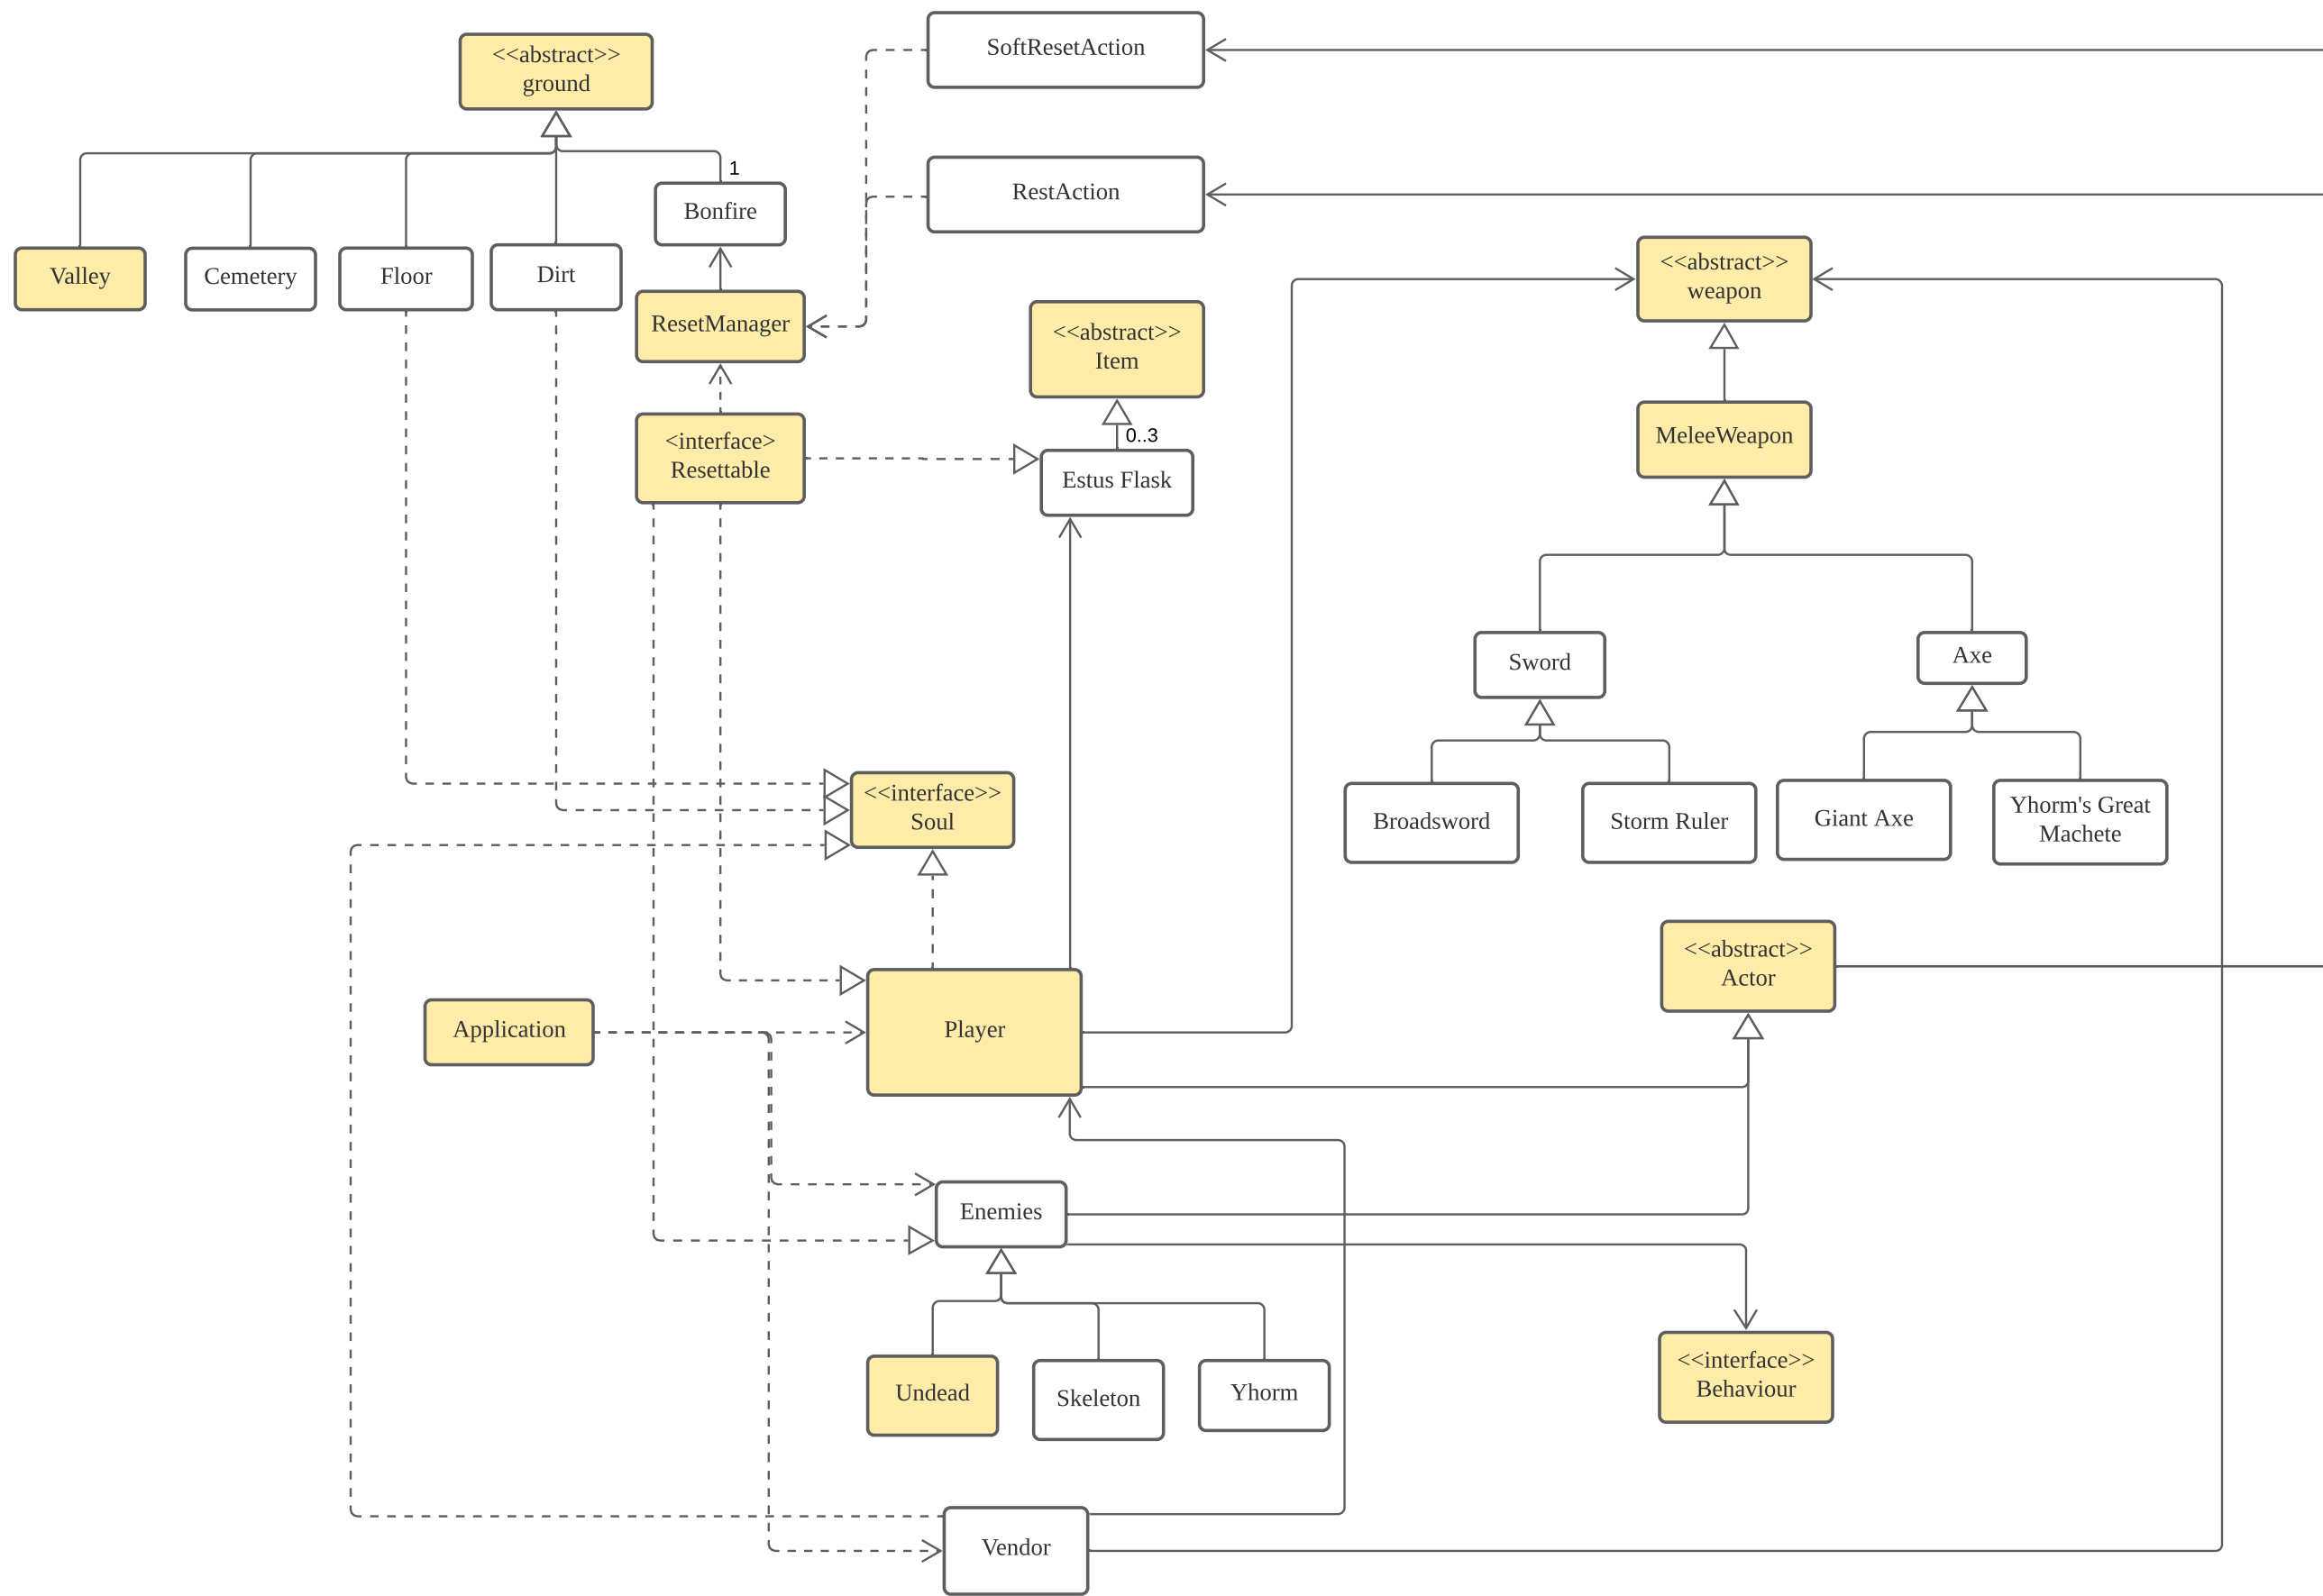 SoftResetAction
<<abstract>>
ground
1
RestAction
Bonfire
Valley
Cemetery
Floor
Dirt
<<abstract>>
weapon
ResetManager
<<abstract>>
Item
0..3
<interface>
Resettable
Estus Flask
MeleeWeapon
Sword
Axe
<<interface>>
Soul
Broadsword
Storm Ruler
Giant Axe
Yhorm's Great
Machete
<<abstract>>
Actor
Application
Player
Enemies
<<interface>>
Behaviour
Undead
Skeleton
Yhorm
Vendor